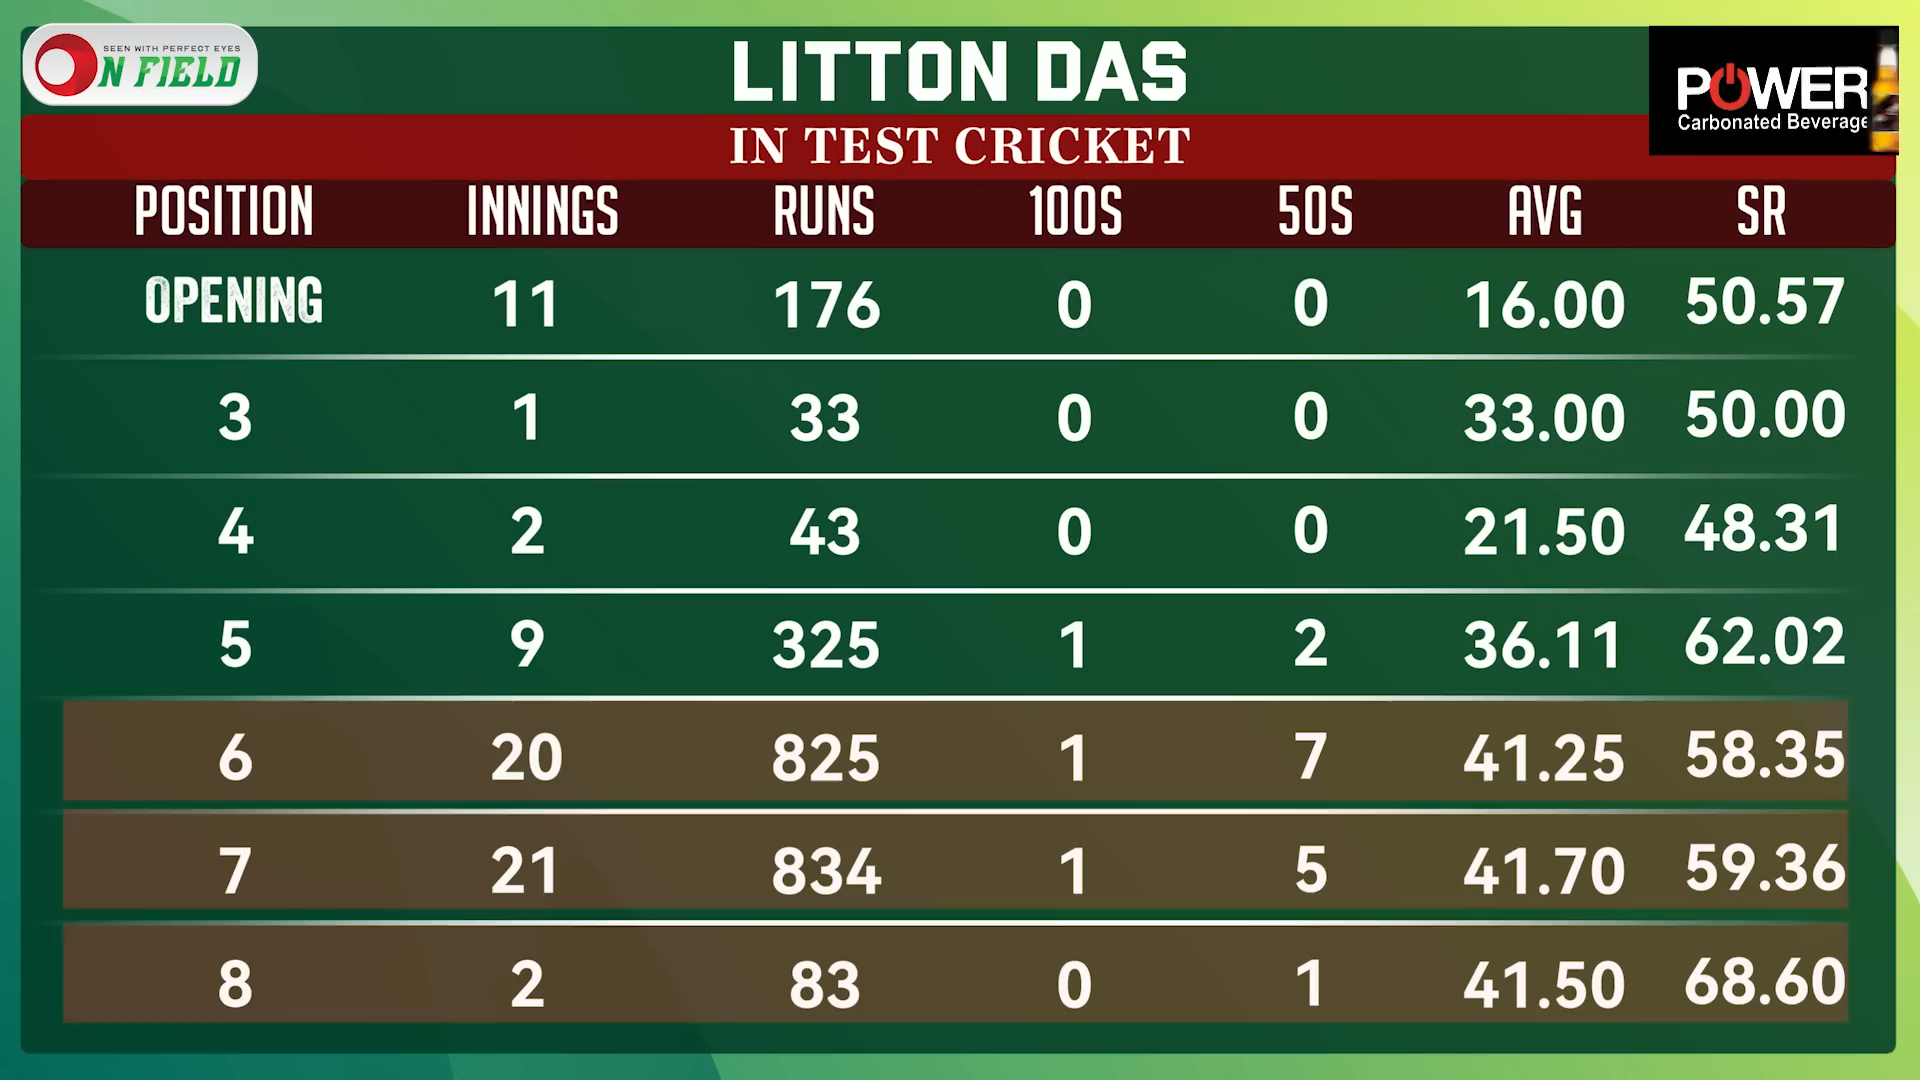 SEEN WITH PERFECT EYES
ON FIELD
LITTON DAS
POWER
Carbonated Beverage
IN TEST CRICKET
POSITION INNINGS RUNS 100S 50S AVG SR
OPENING 11 176 0 0 16.00 50.57
3 1 33 0 0 33.00 50.00
4 2 43 0 0 21.50 48.31
5 9 325 1 2 36.11 62.02
6 20 825 1 7 41.25 58.35
7 21 834 1 5 41.70 59.36
8 2 83 0 1 41.50 68.60